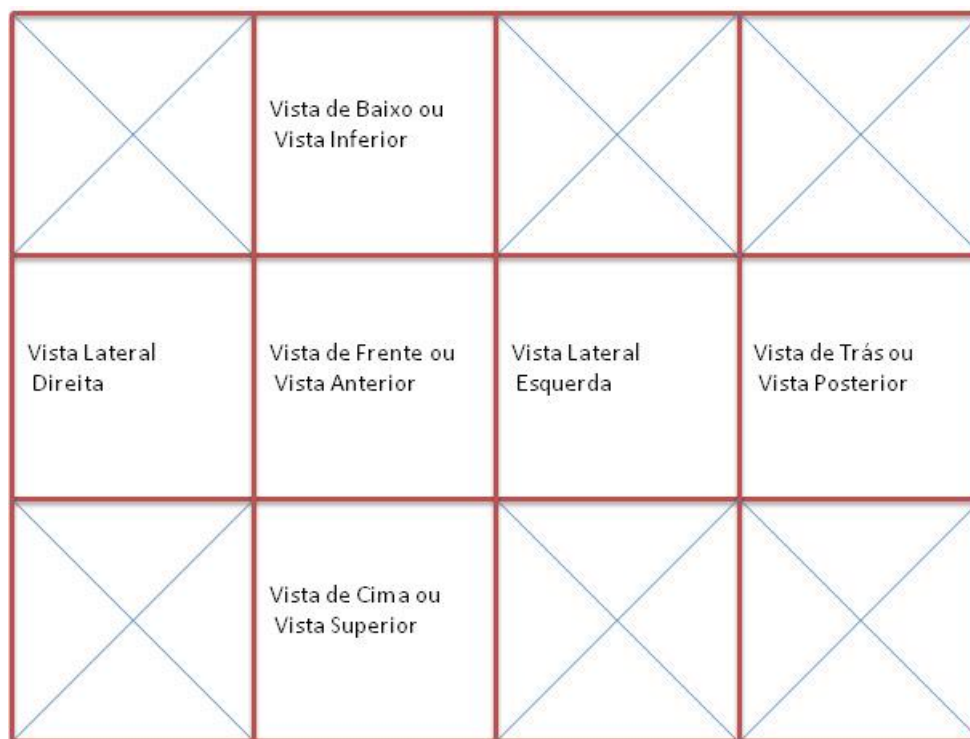 Vista de Baixo ou
Vista Inferior
Vista Lateral
Direita
Vista de Frente ou
Vista Anterior
Vista Lateral
Esquerda
Vista de Trás ou
Vista Posterior
Vista de Cima ou
Vista Superior